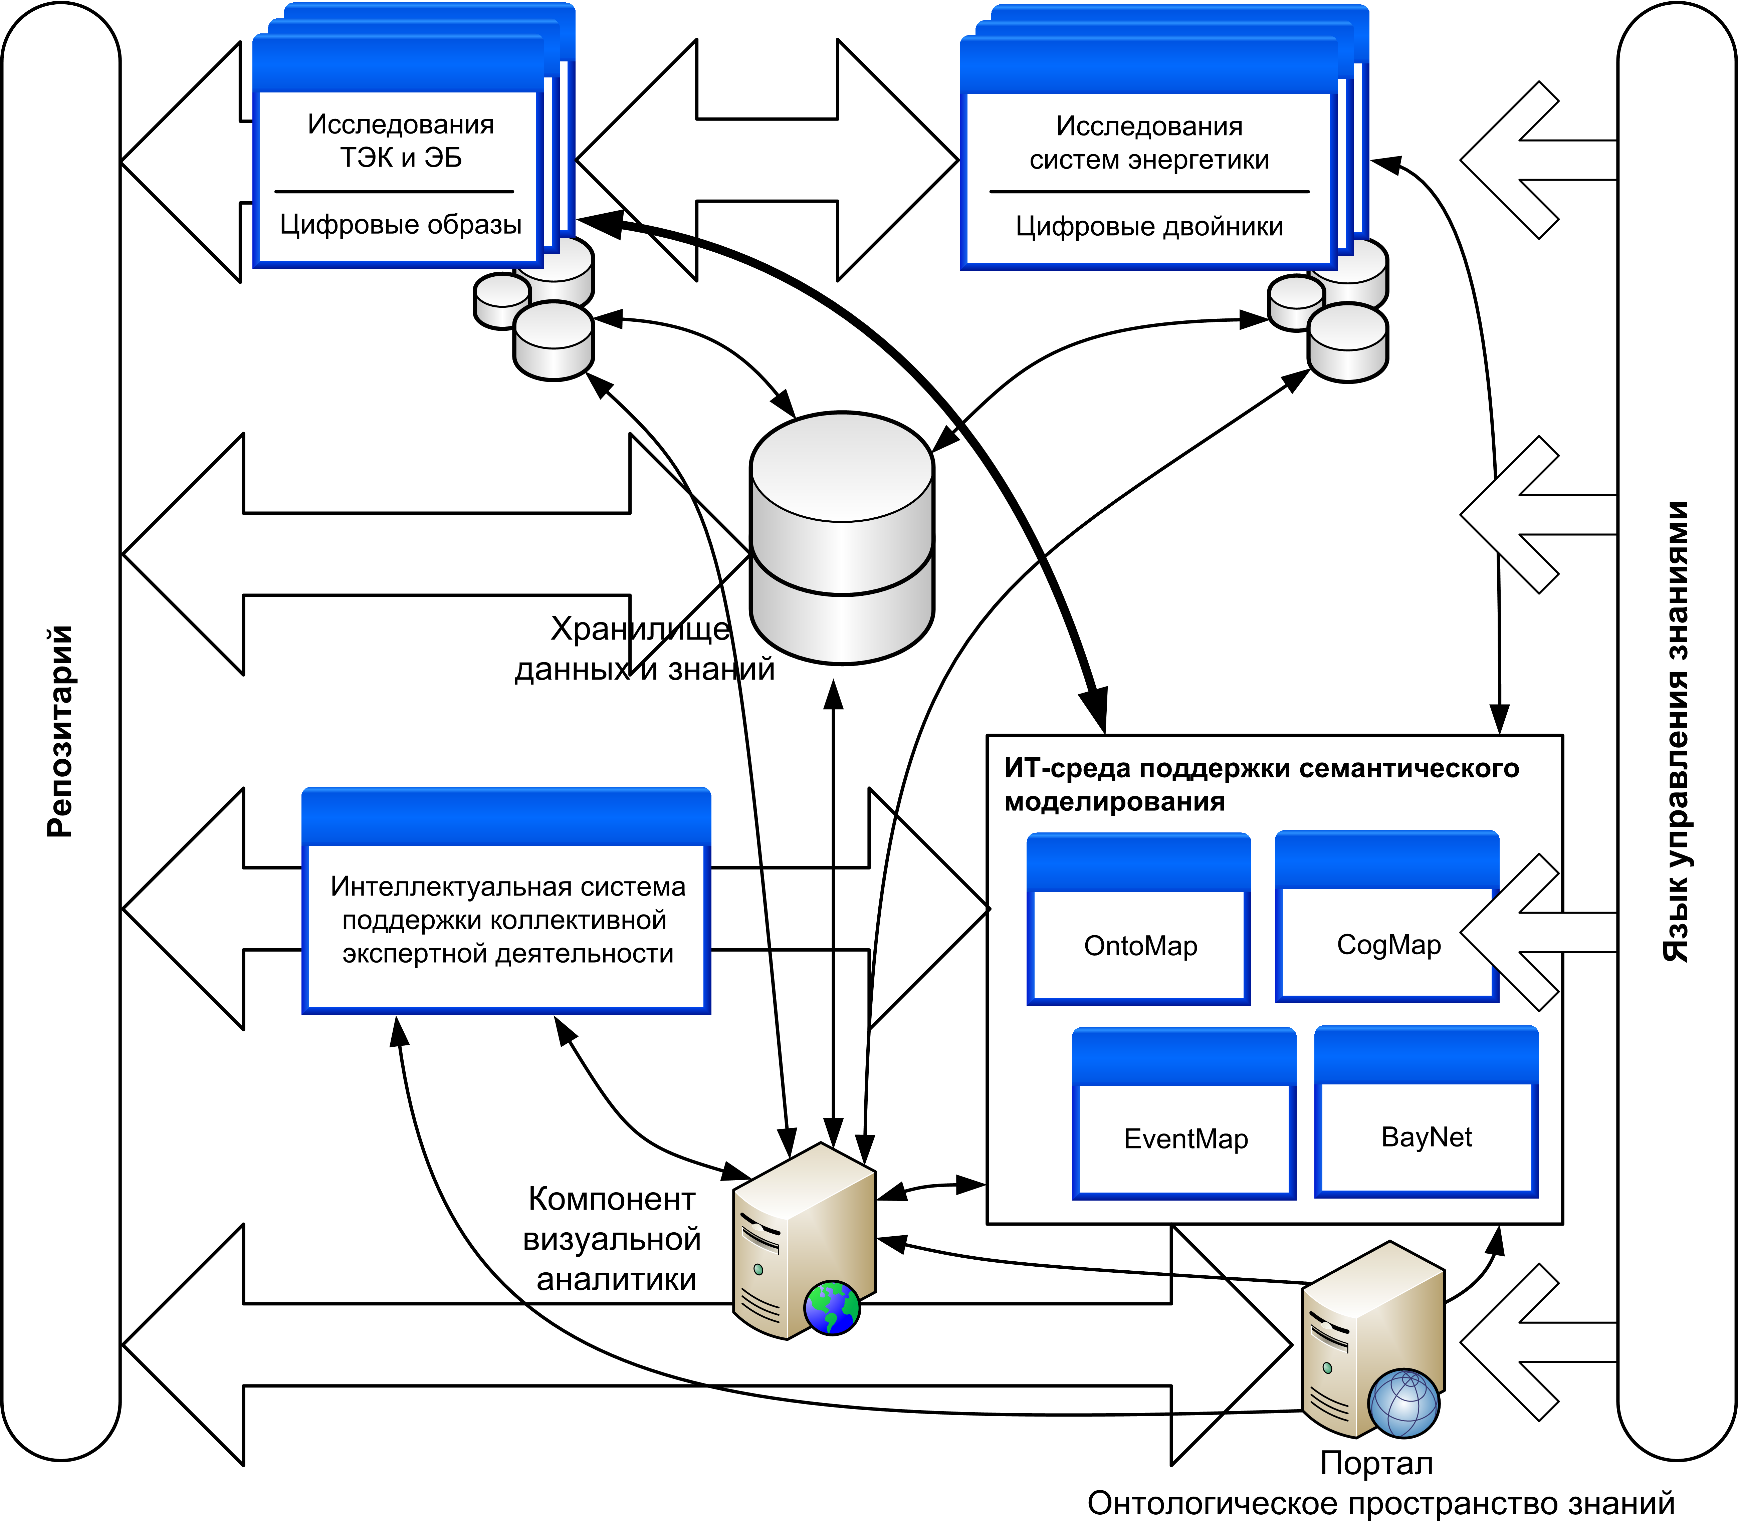 Исследования
ТЭК и ЭБ
Цифровые образы
Исследования
систем энергетики
Цифровые двойники
Репозитарий
Язык управления знаниями
Хранилище
данных и знаний
ИТ-среда поддержки семантического
моделирования
OntoMap
CogMap
EventMap
BayNet
Интеллектуальная система
поддержки коллективной
экспертной деятельности
Компонент
визуальной
аналитики
Портал
Онтологическое пространство знаний